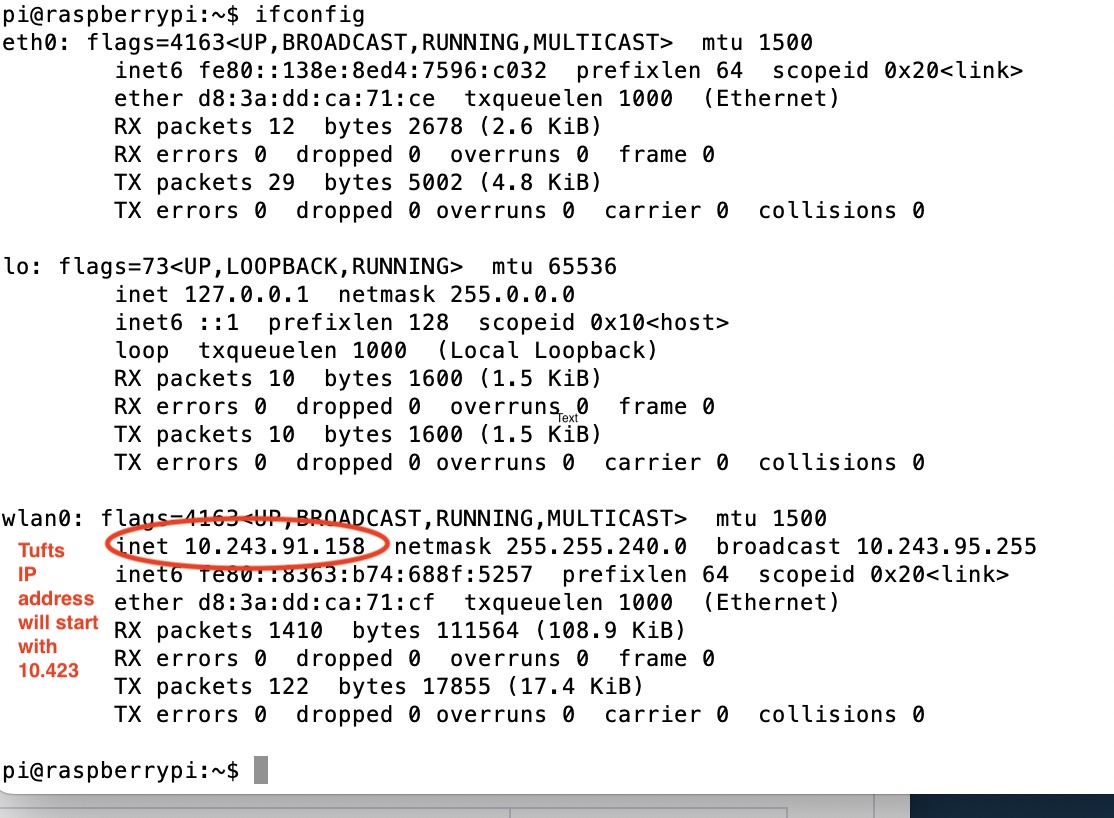 pi@raspberrypi:~$ ifconfig
eth0: flags=4163<UP,BROADCAST,RUNNING,MULTICAST>  mtu 1500
        inet6 fe80::138e:8ed4:7596:c032  prefixlen 64  scopeid 0x20<link>
        ether d8:3a:dd:ca:71:ce  txqueuelen 1000  (Ethernet)
        RX packets 12  bytes 2678 (2.6 KiB)
        RX errors 0  dropped 0  overruns 0  frame 0
        TX packets 29  bytes 5002 (4.8 KiB)
        TX errors 0  dropped 0 overruns 0  carrier 0  collisions 0

lo: flags=73<UP,LOOPBACK,RUNNING>  mtu 65536
        inet 127.0.0.1  netmask 255.0.0.0
        inet6 ::1  prefixlen 128  scopeid 0x10<host>
        loop  txqueuelen 1000  (Local Loopback)
        RX packets 10  bytes 1600 (1.5 KiB)
        RX errors 0  dropped 0  overruns 0  frame 0
Text
        TX packets 10  bytes 1600 (1.5 KiB)
        TX errors 0  dropped 0 overruns 0  carrier 0  collisions 0

wlan0: flags=4163<UP,BROADCAST,RUNNING,MULTICAST>  mtu 1500
        inet 10.243.91.158  netmask 255.255.240.0  broadcast 10.243.95.255
        inet6 fe80::8363:b74:688f:5257  prefixlen 64  scopeid 0x20<link>
        ether d8:3a:dd:ca:71:cf  txqueuelen 1000  (Ethernet)
        RX packets 1410  bytes 111564 (108.9 KiB)
        RX errors 0  dropped 0  overruns 0  frame 0
        TX packets 122  bytes 17855 (17.4 KiB)
        TX errors 0  dropped 0 overruns 0  carrier 0  collisions 0
Tufts
IP
address
will start
with
10.423

pi@raspberrypi:~$